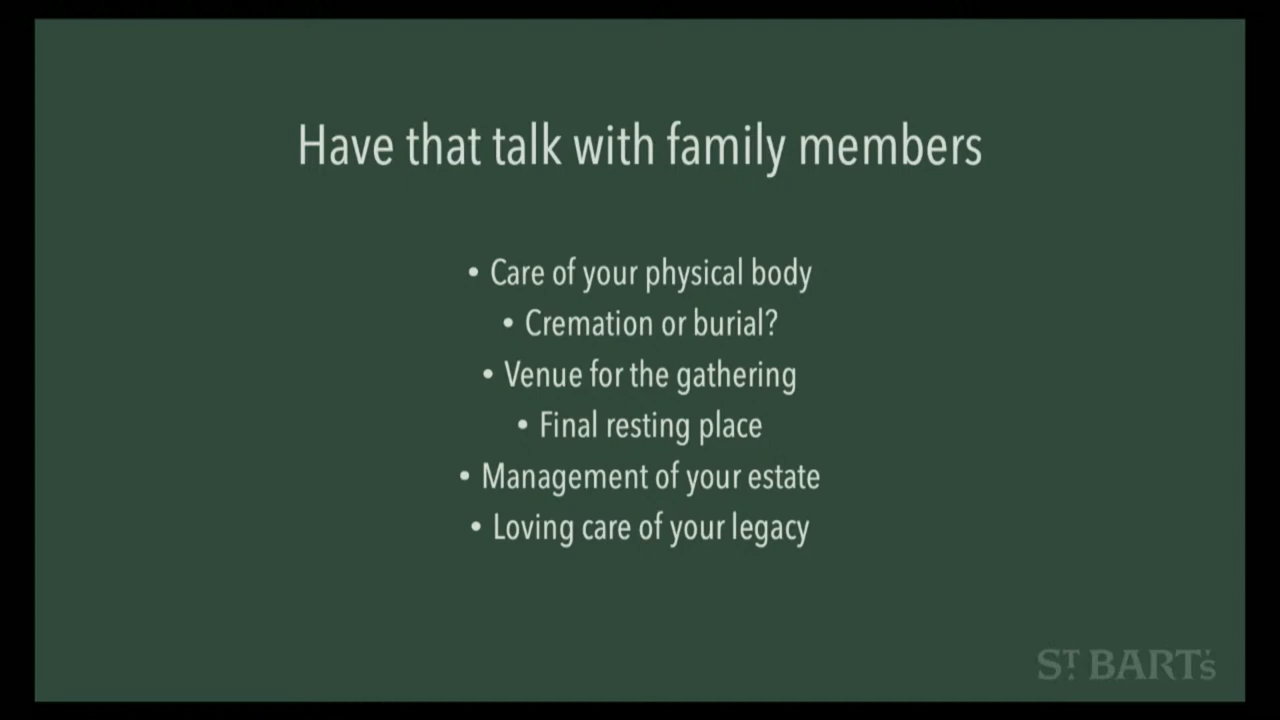 Have that talk with family members
• Care of your physical body
• Cremation or burial?
• Venue for the gathering
• Final resting place
• Management of your estate
• Loving care of your legacy
ST. BART's